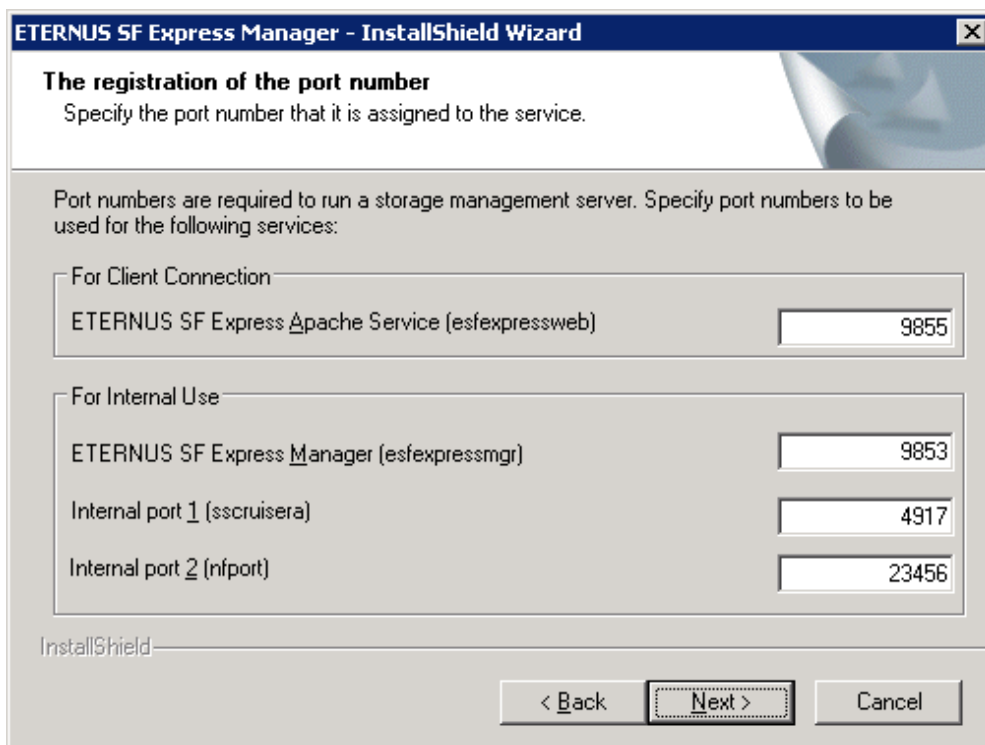 ETERNUS SF Express Manager - InstallShield Wizard
The registration of the port number
Specify the port number that it is assigned to the service.
Port numbers are required to run a storage management server. Specify port numbers to be
used for the following services:
For Client Connection
ETERNUS SF Express Apache Service (esfexpressweb) 9855
For Internal Use
ETERNUS SF Express Manager (esfexpressmgr) 9853
Internal port 1 (sscruisera) 4917
Internal port 2 (nfport) 23456
InstallShield
< Back Next > Cancel